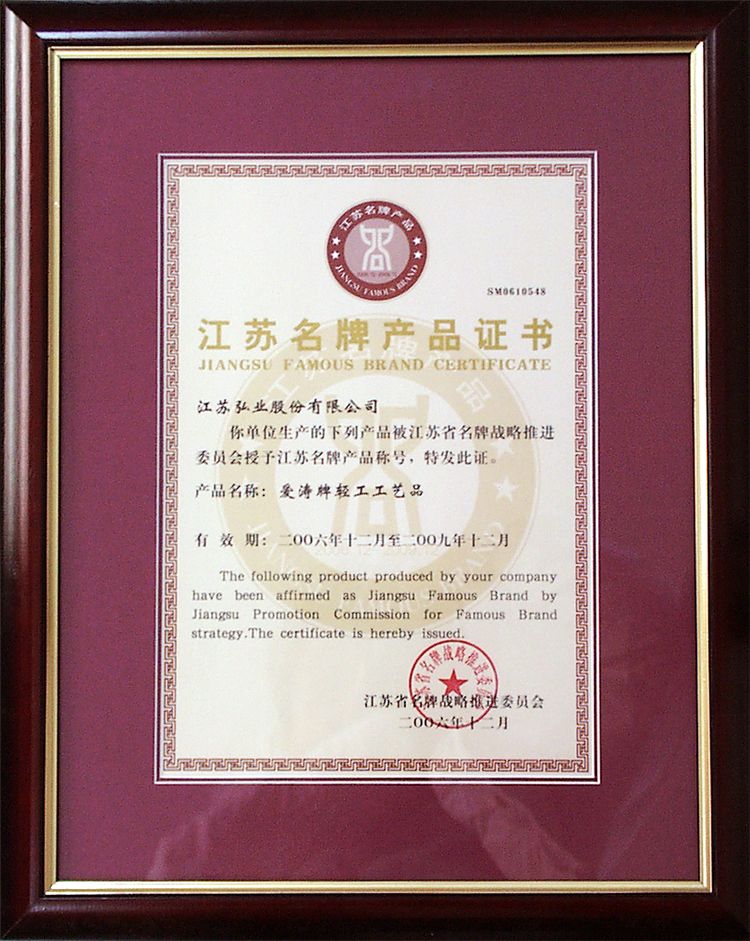 江苏名牌产品
JIANGSU FAMOUS BRAND
SM0610548
江苏名牌产品证书
JIANGSU FAMOUS BRAND CERTIFICATE
江苏弘业股份有限公司
你单位生产的下列产品被江苏省名牌战略推进
委员会授予江苏名牌产品称号，特发此证。
产品名称：爱涛牌轻工工艺品
有 效 期：二〇〇六年十二月至二〇〇九年十二月
The following product produced by your company
have been affirmed as Jiangsu Famous Brand by
Jiangsu Promotion Commission for Famous Brand
strategy.The certificate is hereby issued.
江苏省名牌战略推进委员会
二〇〇六年十二月